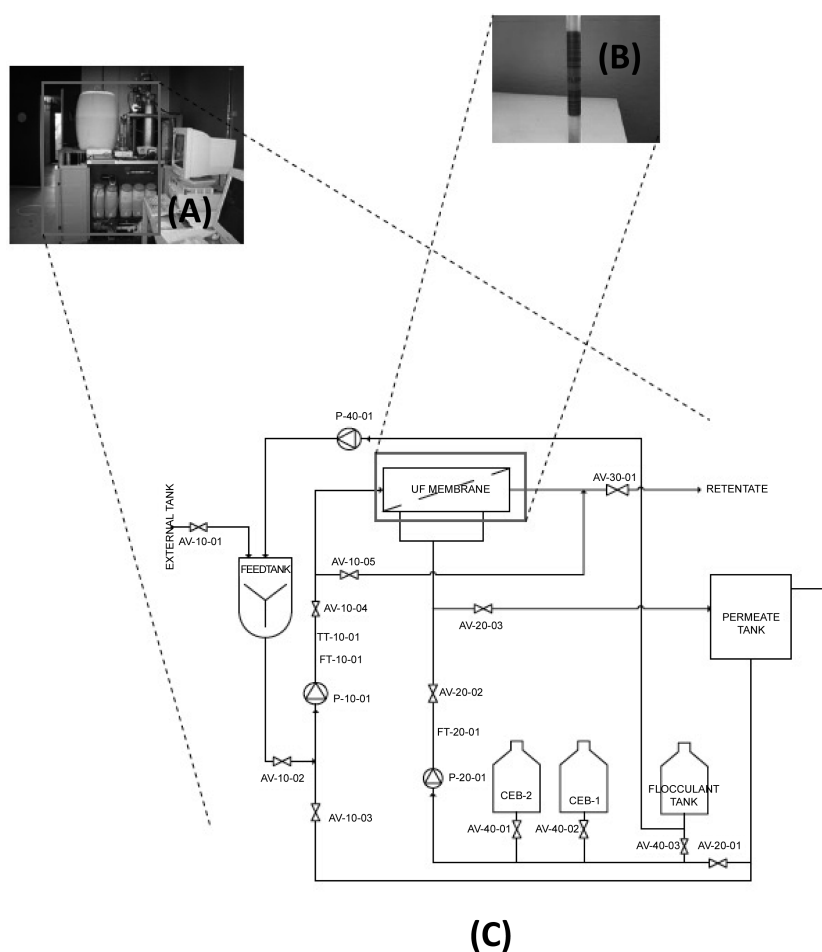 (B)
(A)
P-40-01
UF MEMBRANE
AV-30-01
RETENTATE
EXTERNAL TANK
AV-10-01
FEEDTANK
AV-10-05
AV-10-04
AV-20-03
PERMEATE
TANK
TT-10-01
FT-10-01
P-10-01
AV-20-02
FT-20-01
AV-10-02
P-20-01
CEB-2
CEB-1
FLOCCULANT
TANK
AV-10-03
AV-40-01
AV-40-02
AV-40-03
AV-20-01
(C)